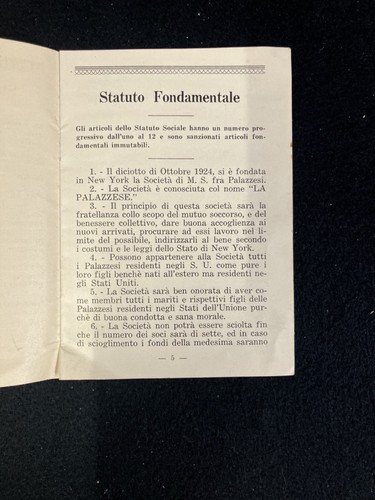 Statuto Fondamentale
Gli articoli dello Statuto Sociale hanno un numero pro-
gressivo dall'uno al 12 e sono sanzionati articoli fon-
damentali immutabili.
1. - Il diciotto di Ottobre 1924, si è fondata
in New York la Società di M. S. fra Palazzesi.
2. - La Società è conosciuta col nome "LA
PALAZZESE."
3. - Il principio di questa società sarà la
fratellanza collo scopo del mutuo soccorso, e del
benessere collettivo, dare buona accoglienza ai
nuovi arrivati, procurare ad essi lavoro nel li-
mite del possibile, indirizzarli al bene secondo
i costumi e le leggi dello Stato di New York.
4. - Possono appartenere alla Società tutti
i Palazzesi residenti negli S. U. come pure i
loro figli benchè nati all'estero ma residenti ne-
gli Stati Uniti.
5. - La Società sarà ben onorata di aver co-
me membri tutti i mariti e rispettivi figli delle
Palazzesi residenti negli Stati dell'Unione pur-
chè di buona condotta e sana morale.
6. - La Società non potrà essere sciolta fin
che il numero dei soci sarà di sette, ed in caso
di scioglimento i fondi della medesima saranno
— 5 —